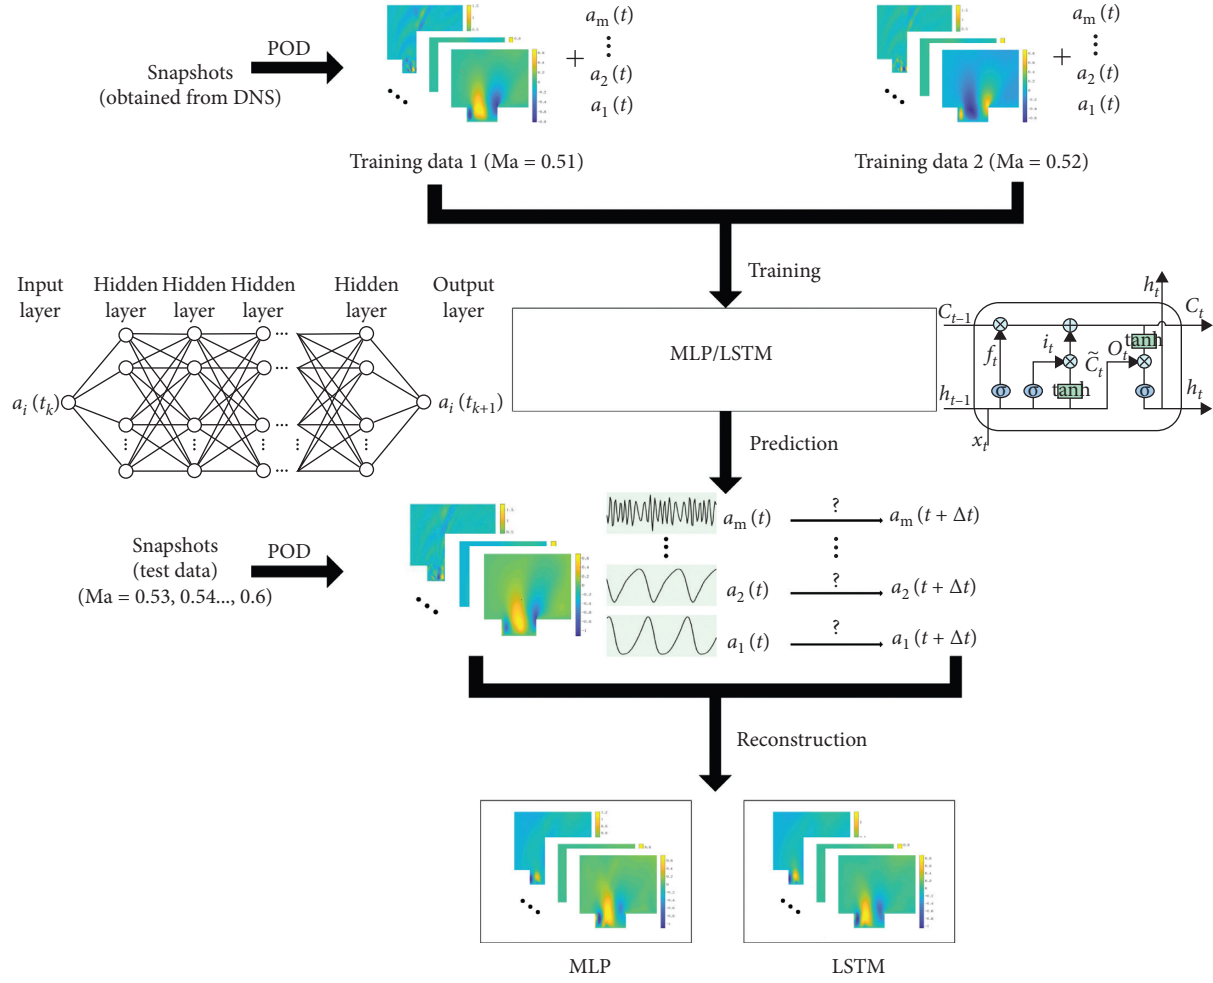 POD
Snapshots
(obtained from DNS)
+
a_m (t)
a_2 (t)
a_1 (t)
+
a_m (t)
a_2 (t)
a_1 (t)
Training data 1 (Ma = 0.51)
Training data 2 (Ma = 0.52)
Training
Input
layer
Hidden
layer
Hidden
layer
Hidden
layer
Hidden
layer
Output
layer
...
...
...
a_i (t_k)
a_i (t_{k+1})
MLP/LSTM
h_t
C_{t–1}
C_t
f_t
i_t
C̃_t
O_t
tanh
σ
σ
tanh
σ
h_{t–1}
h_t
x_t
Prediction
a_m (t)
?
a_m (t + Δt)
Snapshots
(test data)
(Ma = 0.53, 0.54..., 0.6)
POD
a_2 (t)
?
a_2 (t + Δt)
a_1 (t)
?
a_1 (t + Δt)
Reconstruction
MLP
LSTM